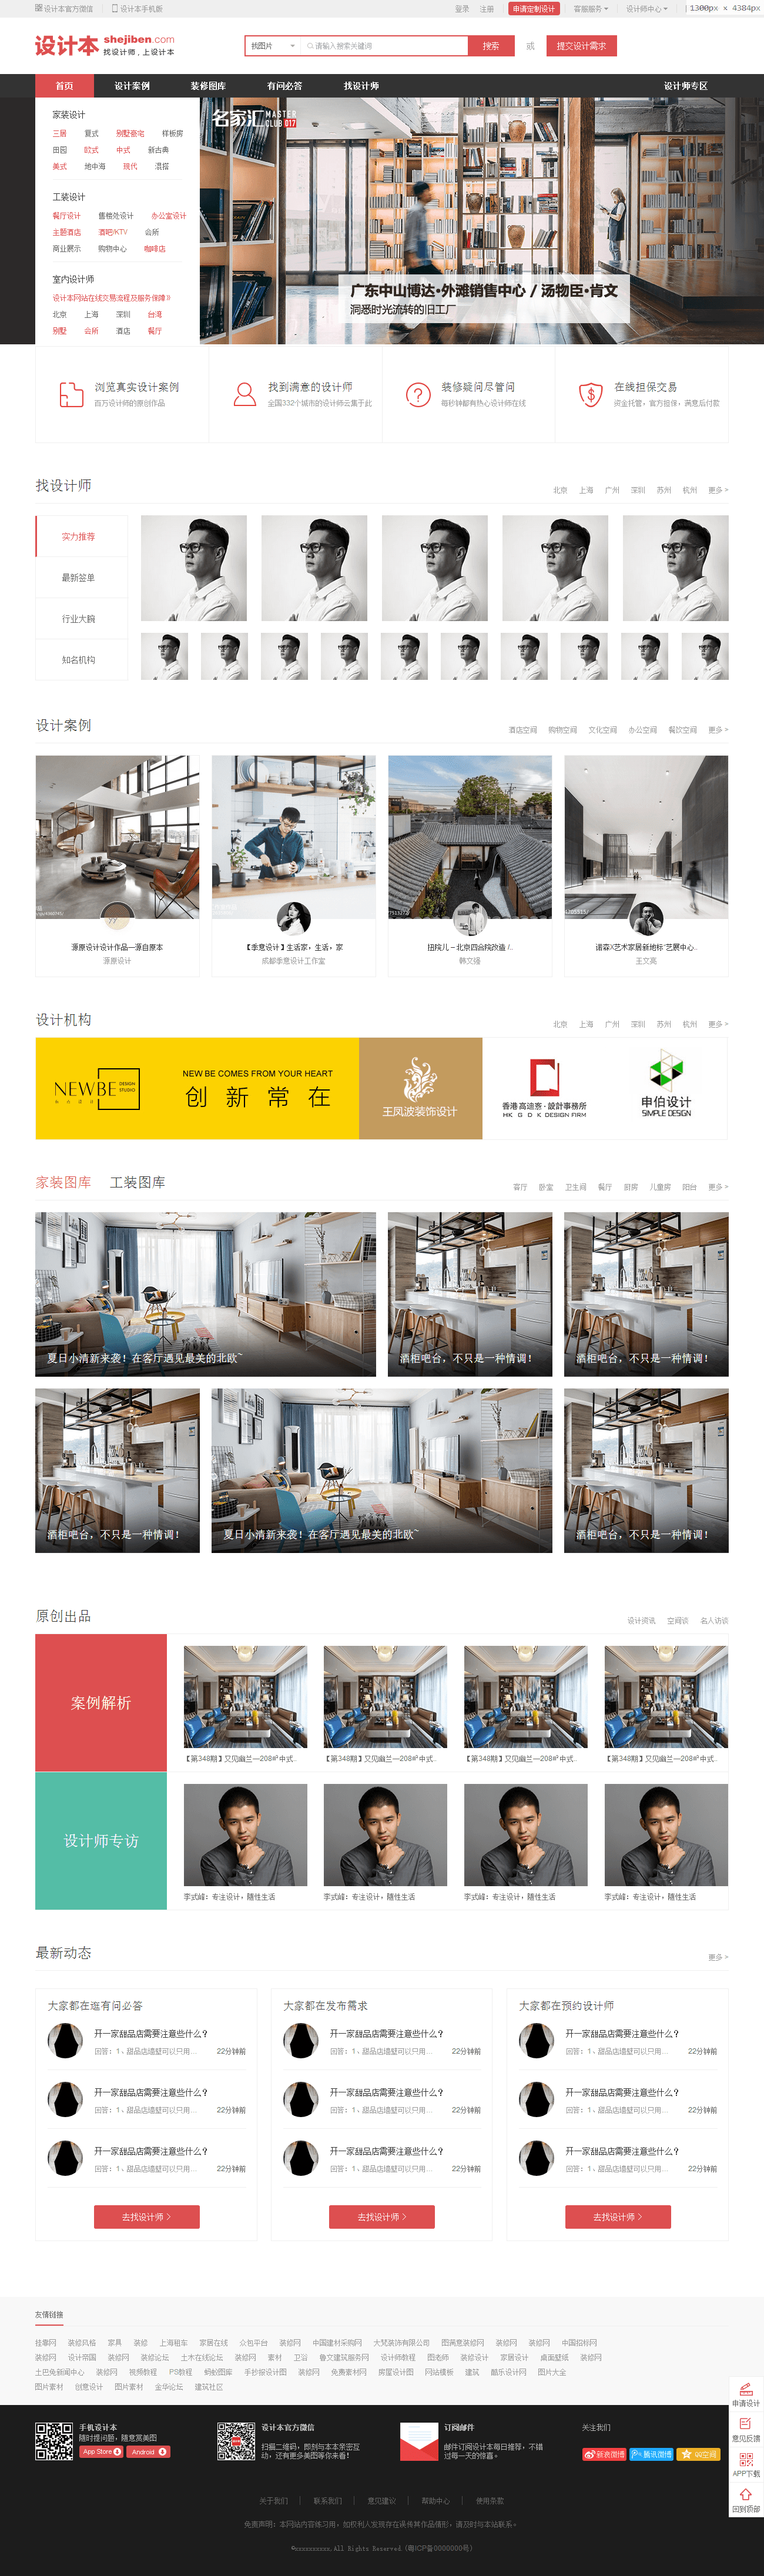 设计本官方微信 设计本手机版 登录 注册 申请定制设计 客服服务 设计师中心 1300px × 4384px
设计本 shejiben.com
找设计师,上设计本
找图片 请输入搜索关键词 搜索 或 提交设计需求
首页 设计案例 装修图库 有问必答 找设计师 设计师专区
家装设计
三居 复式 别墅豪宅 样板房
田园 欧式 中式 新古典
美式 地中海 现代 混搭
工装设计
餐厅设计 售楼处设计 办公室设计
主题酒店 酒吧/KTV 会所
商业展示 购物中心 咖啡店
室内设计师
设计本网站在线交易流程及服务保障»
北京 上海 深圳 台湾
别墅 会所 酒店 餐厅
名家汇 MASTER CLUB 017
广东中山博达·外滩销售中心 / 汤物臣·肯文
洞悉时光流转的旧工厂
浏览真实设计案例
百万设计师的原创作品
找到满意的设计师
全国332个城市的设计师云集于此
装修疑问尽管问
每秒钟都有热心设计师在线
在线担保交易
资金托管,官方担保,满意后付款
找设计师 北京 上海 广州 深圳 苏州 杭州 更多 >
实力推荐
最新签单
行业大腕
知名机构
设计案例 酒店空间 购物空间 文化空间 办公空间 餐饮空间 更多 >
源原设计设计作品—源自原本
源原设计
【季意设计】生活家,生活,家
成都季意设计工作室
扭院儿－北京四合院改造 /..
韩文强
诺森X艺术家居新地标“艺展中心..
王文亮
设计机构 北京 上海 广州 深圳 苏州 杭州 更多 >
NEWBE DESIGN STUDIO
NEW BE COMES FROM YOUR HEART
创新常在
王凤波装饰设计
HK G D K DESIGN FIRM
申伯设计
SIMPLE DESIGN
家装图库 工装图库 客厅 卧室 卫生间 餐厅 厨房 儿童房 阳台 更多 >
夏日小清新来袭！在客厅遇见最美的北欧~
酒柜吧台，不只是一种情调！
酒柜吧台，不只是一种情调！
酒柜吧台，不只是一种情调！
夏日小清新来袭！在客厅遇见最美的北欧~
酒柜吧台，不只是一种情调！
原创出品 设计资讯 空间谈 名人访谈
案例解析
【第348期】又见幽兰—208㎡中式..
【第348期】又见幽兰—208㎡中式..
【第348期】又见幽兰—208㎡中式..
【第348期】又见幽兰—208㎡中式..
设计师专访
李式峰：专注设计，随性生活
李式峰：专注设计，随性生活
李式峰：专注设计，随性生活
李式峰：专注设计，随性生活
最新动态 更多 >
大家都在逛有问必答
开一家甜品店需要注意些什么？
回答：1、甜品店墙壁可以只用... 22分钟前
开一家甜品店需要注意些什么？
回答：1、甜品店墙壁可以只用... 22分钟前
开一家甜品店需要注意些什么？
回答：1、甜品店墙壁可以只用... 22分钟前
去找设计师 >
大家都在发布需求
开一家甜品店需要注意些什么？
回答：1、甜品店墙壁可以只用... 22分钟前
开一家甜品店需要注意些什么？
回答：1、甜品店墙壁可以只用... 22分钟前
开一家甜品店需要注意些什么？
回答：1、甜品店墙壁可以只用... 22分钟前
去找设计师 >
大家都在预约设计师
开一家甜品店需要注意些什么？
回答：1、甜品店墙壁可以只用... 22分钟前
开一家甜品店需要注意些什么？
回答：1、甜品店墙壁可以只用... 22分钟前
开一家甜品店需要注意些什么？
回答：1、甜品店墙壁可以只用... 22分钟前
去找设计师 >
友情链接
挂靠网 装修风格 家具 装修 上海租车 家居在线 众包平台 装修网 中国建材采购网 大梵装饰有限公司 图满意装修网 装修网 装修网 中国招标网
装修网 设计帝国 装修网 装修论坛 土木在线论坛 装修网 素材 卫浴 鲁文建筑服务网 设计师教程 图老师 装修设计 家居设计 桌面壁纸 装修网
土巴兔新闻中心 装修网 视频教程 PS教程 蚂蚁图库 手抄报设计图 装修网 免费素材网 房屋设计图 网站模板 建筑 酷乐设计网 图片大全
图片素材 创意设计 图片素材 金华论坛 建筑社区
申请设计
意见反馈
APP下载
回到顶部
手机设计本
随时提问题，随意赏美图
App Store Android
设计本官方微信
扫描二维码，即刻与本本亲密互
动，还有更多美图等你来看！
订阅邮件
邮件订阅设计本每日推荐，不错
过每一天的惊喜。
关注我们
新浪微博 腾讯微博 QQ空间
关于我们 联系我们 意见建议 帮助中心 使用条款
免责声明：本网站内容练习用，如权利人发现存在误传其作品情形，请及时与本站联系。
©xxxxxxxxxx,All Rights Reserved.(粤ICP备0000000号)